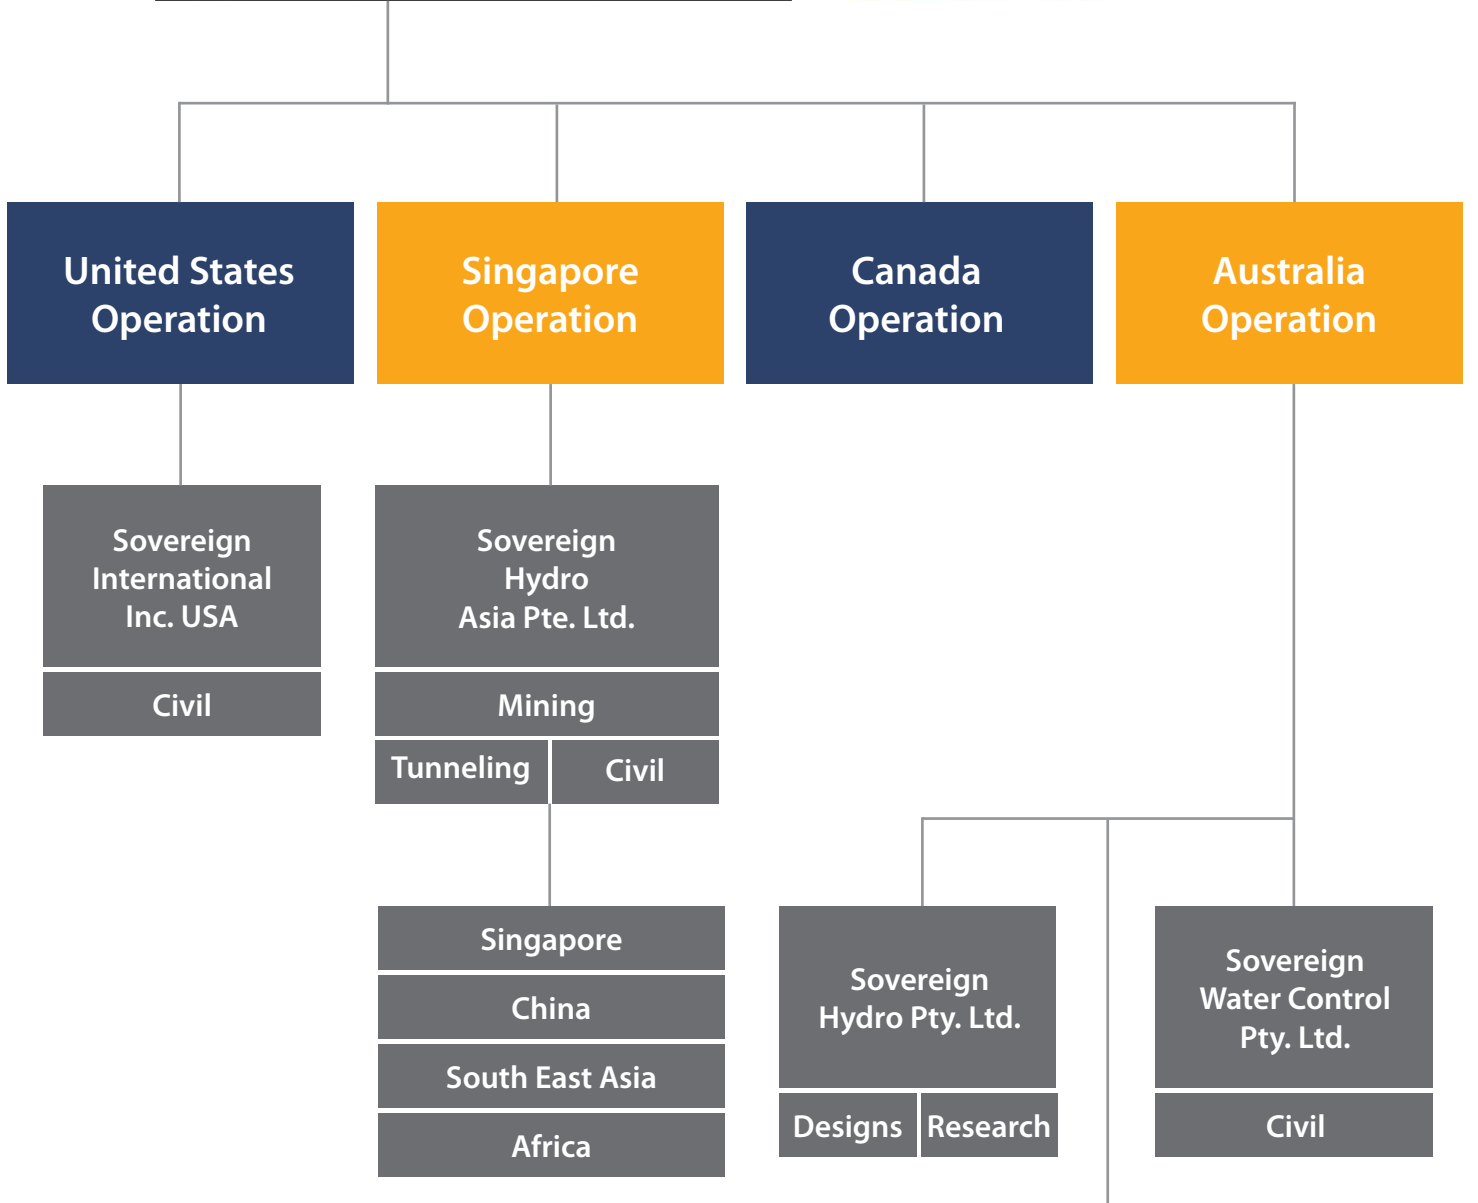 United States
Operation
Singapore
Operation
Canada
Operation
Australia
Operation
Sovereign
International
Inc. USA
Civil
Sovereign
Hydro
Asia Pte. Ltd.
Mining
Tunneling
Civil
Singapore
China
South East Asia
Africa
Sovereign
Hydro Pty. Ltd.
Designs
Research
Sovereign
Water Control
Pty. Ltd.
Civil